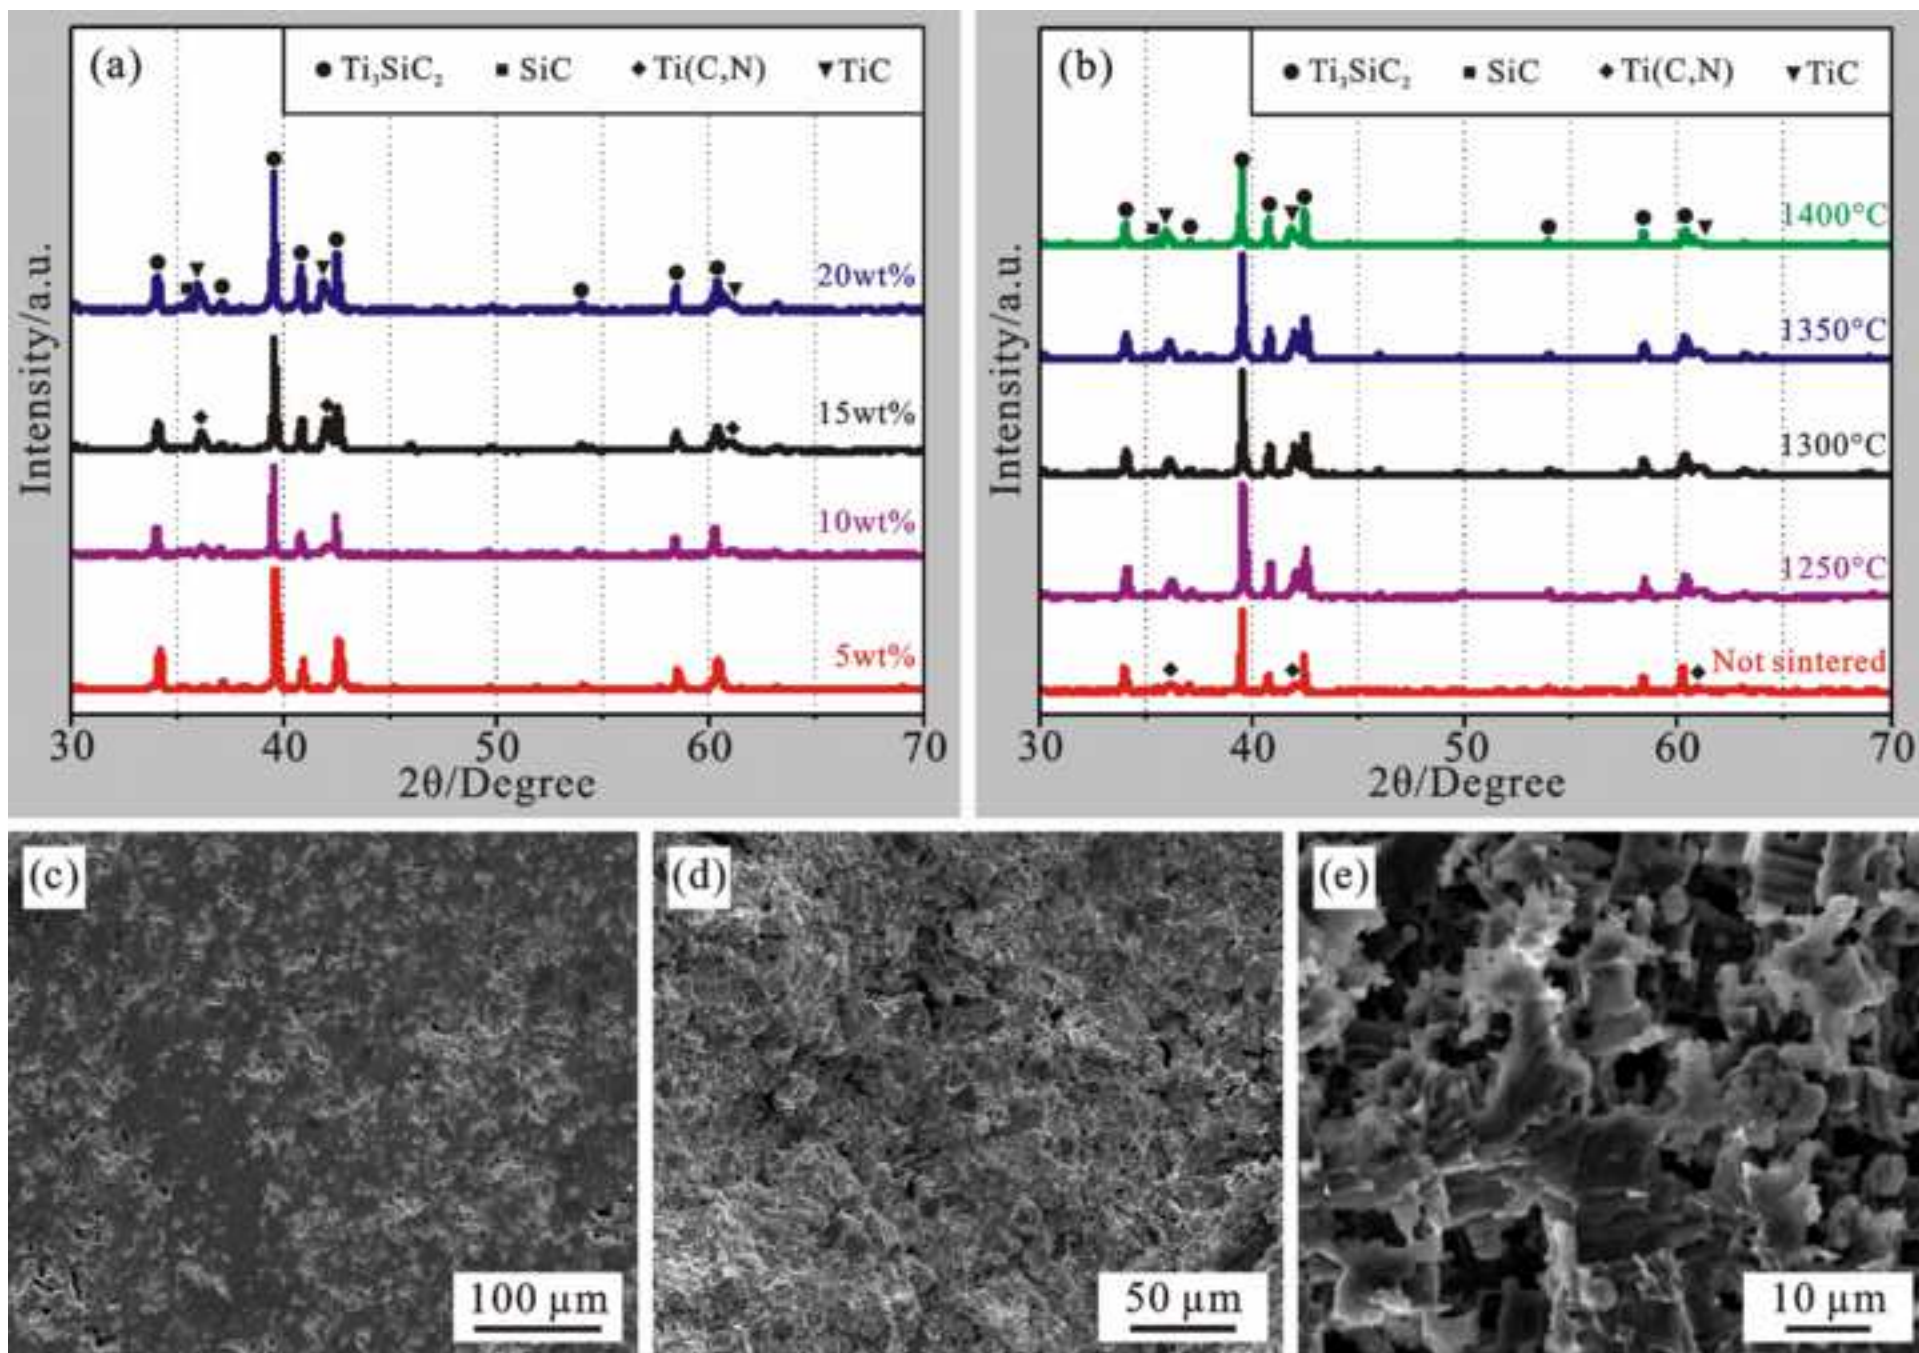 (a)
● Ti₃SiC₂ ■ SiC ◆ Ti(C,N) ▼ TiC
20wt%
15wt%
10wt%
5wt%
Intensity/a.u.
30 40 50 60 70
2θ/Degree
(b)
● Ti₃SiC₂ ■ SiC ◆ Ti(C,N) ▼ TiC
1400°C
1350°C
1300°C
1250°C
Not sintered
Intensity/a.u.
30 40 50 60 70
2θ/Degree
(c)
100 μm
(d)
50 μm
(e)
10 μm